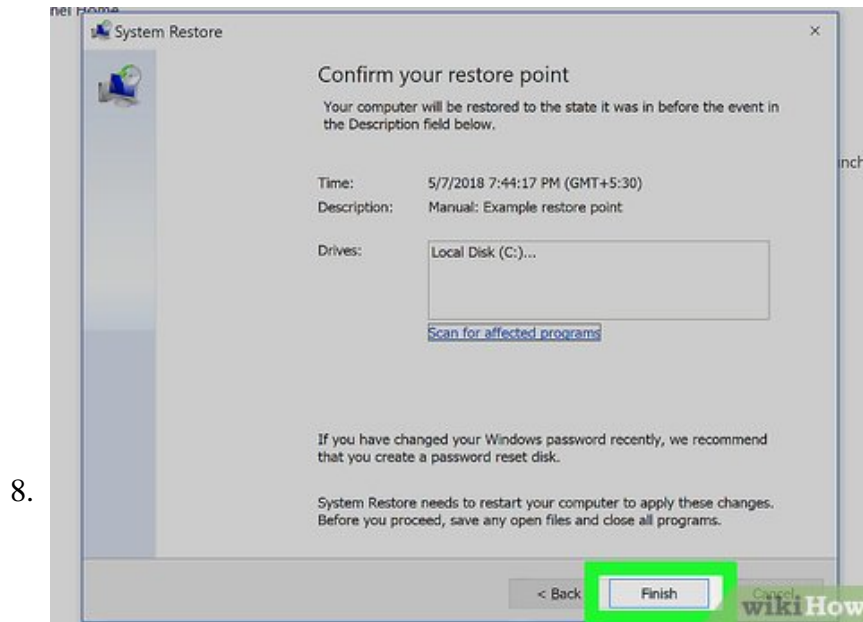 nel Home
System Restore
Confirm your restore point
Your computer will be restored to the state it was in before the event in
the Description field below.
Time: 5/7/2018 7:44:17 PM (GMT+5:30)
Description: Manual: Example restore point
Drives: Local Disk (C:)...
Scan for affected programs
If you have changed your Windows password recently, we recommend
that you create a password reset disk.
8.
System Restore needs to restart your computer to apply these changes.
Before you proceed, save any open files and close all programs.
< Back Finish Cancel
wikiHow